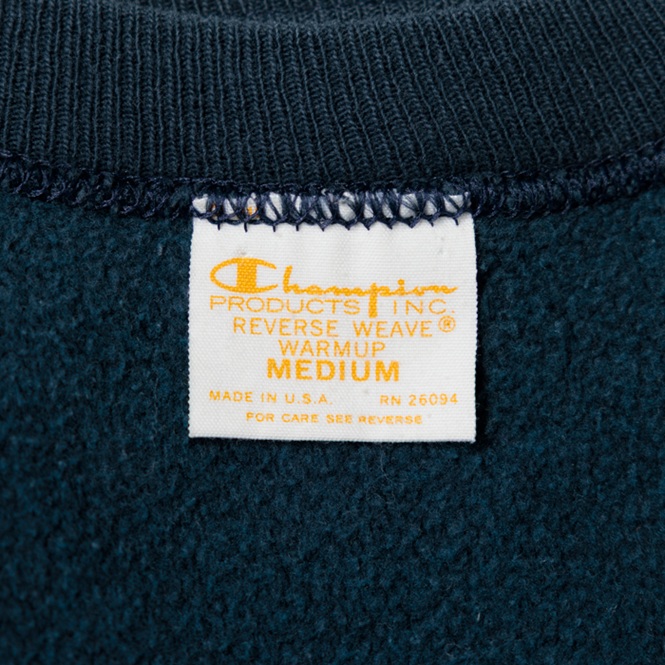 Champion
PRODUCTS INC.
REVERSE WEAVE®
WARMUP
MEDIUM
MADE IN U.S.A. RN 26094
FOR CARE SEE REVERSE